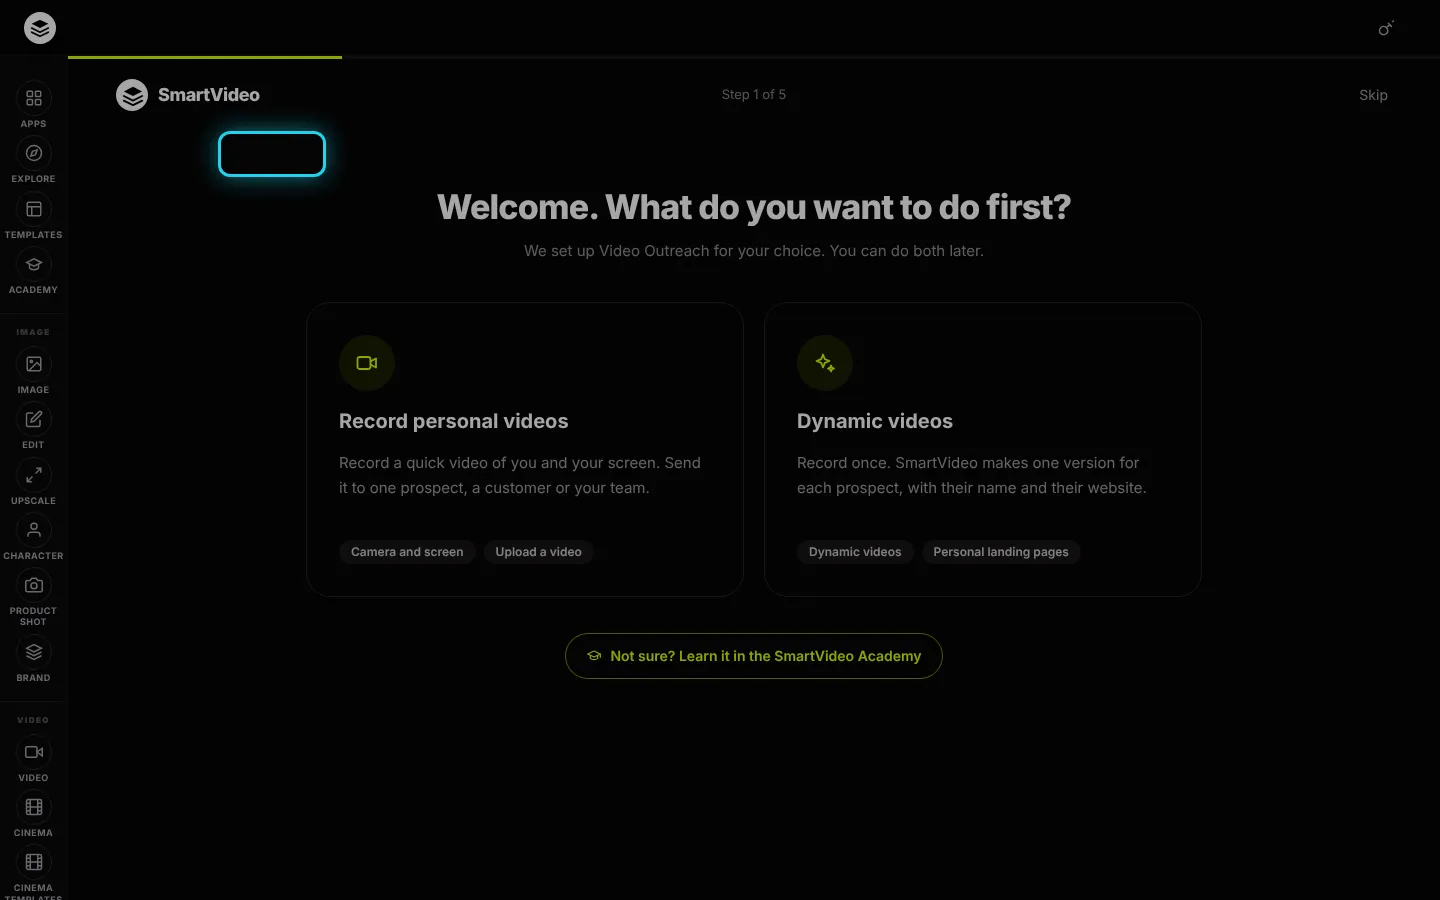 SmartVideo
Step 1 of 5
Skip
APPS
EXPLORE
TEMPLATES
ACADEMY
IMAGE
IMAGE
EDIT
UPSCALE
CHARACTER
PRODUCT
SHOT
BRAND
VIDEO
VIDEO
CINEMA
CINEMA
TEMPLATES
Welcome. What do you want to do first?
We set up Video Outreach for your choice. You can do both later.
Record personal videos
Record a quick video of you and your screen. Send
it to one prospect, a customer or your team.
Camera and screen
Upload a video
Dynamic videos
Record once. SmartVideo makes one version for
each prospect, with their name and their website.
Dynamic videos
Personal landing pages
Not sure? Learn it in the SmartVideo Academy